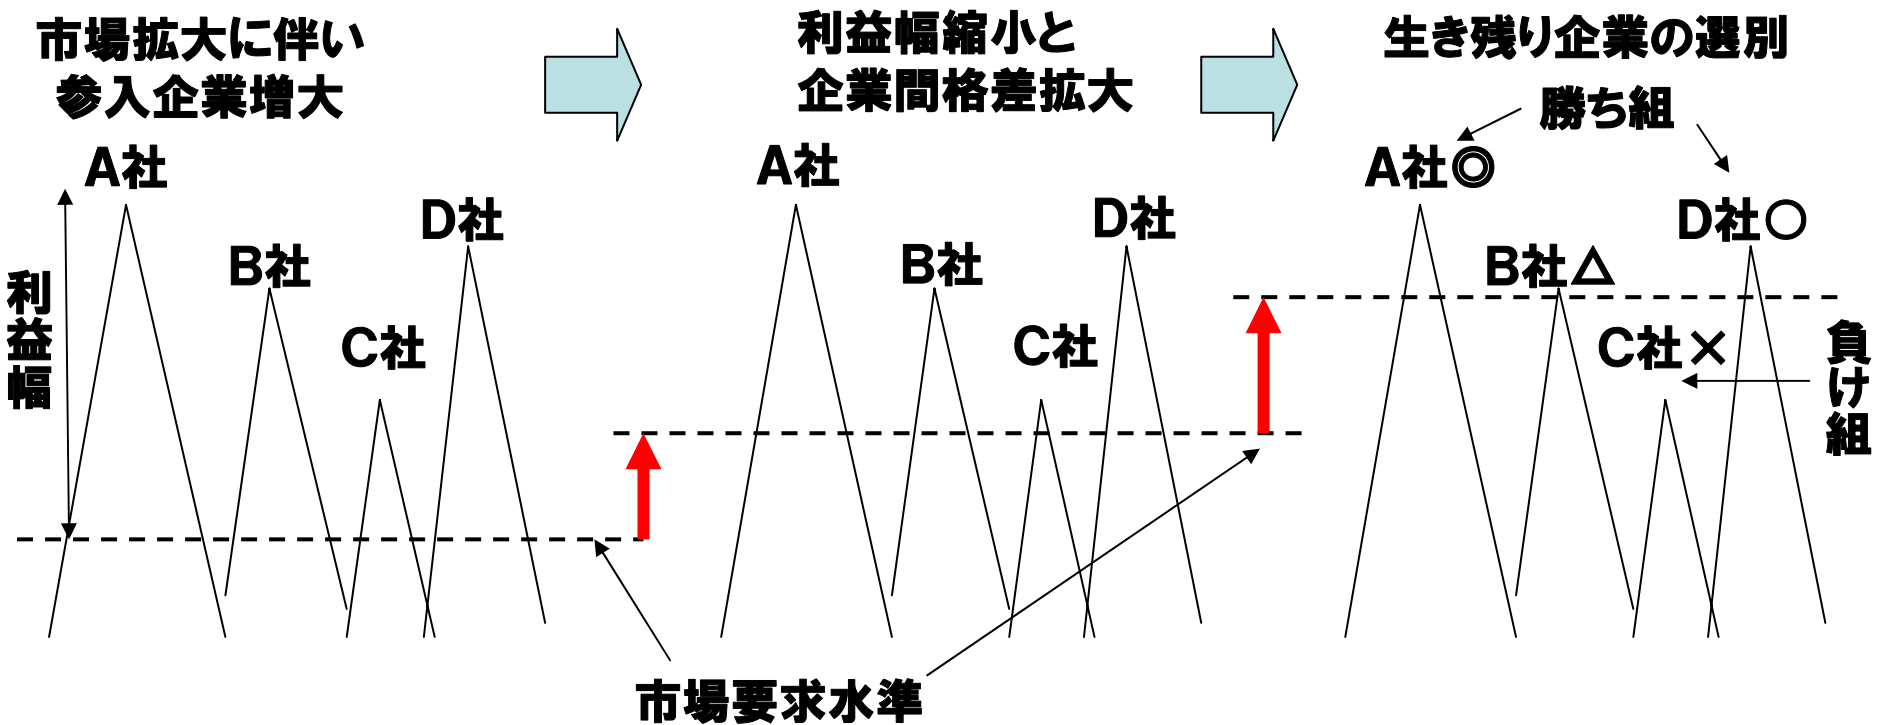 市場拡大に伴い
参入企業増大
利益幅縮小と
企業間格差拡大
生き残り企業の選別
勝ち組
A社
B社
C社
D社
利益幅
A社
B社
C社
D社
A社◎
B社△
C社×
D社○
負け組
市場要求水準